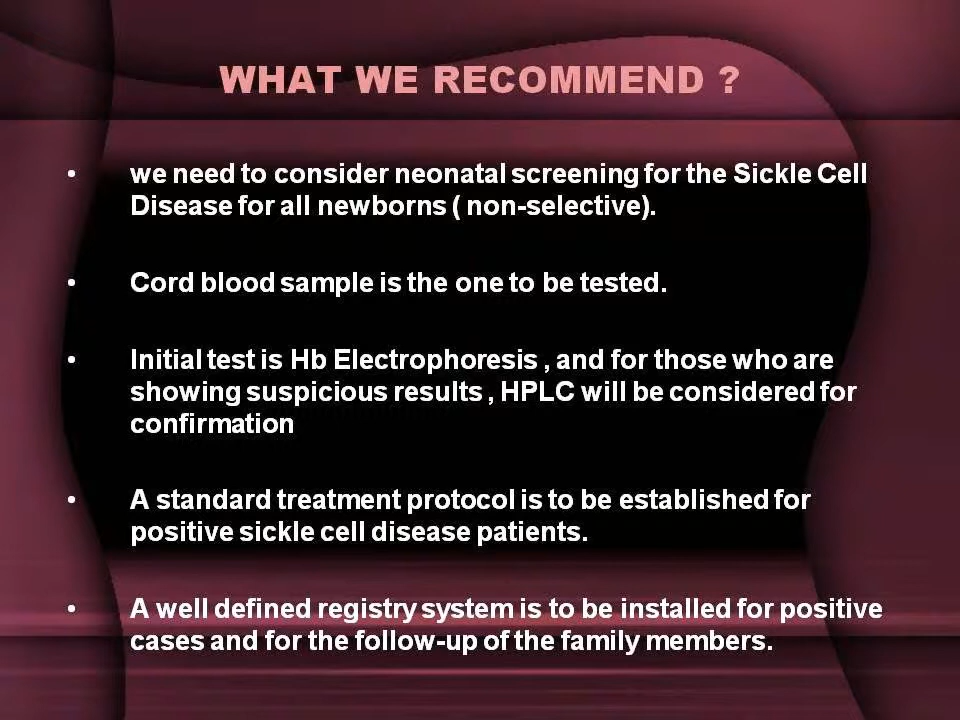 WHAT WE RECOMMEND ?
• we need to consider neonatal screening for the Sickle Cell
Disease for all newborns ( non-selective).
• Cord blood sample is the one to be tested.
• Initial test is Hb Electrophoresis , and for those who are
showing suspicious results , HPLC will be considered for
confirmation
• A standard treatment protocol is to be established for
positive sickle cell disease patients.
• A well defined registry system is to be installed for positive
cases and for the follow-up of the family members.